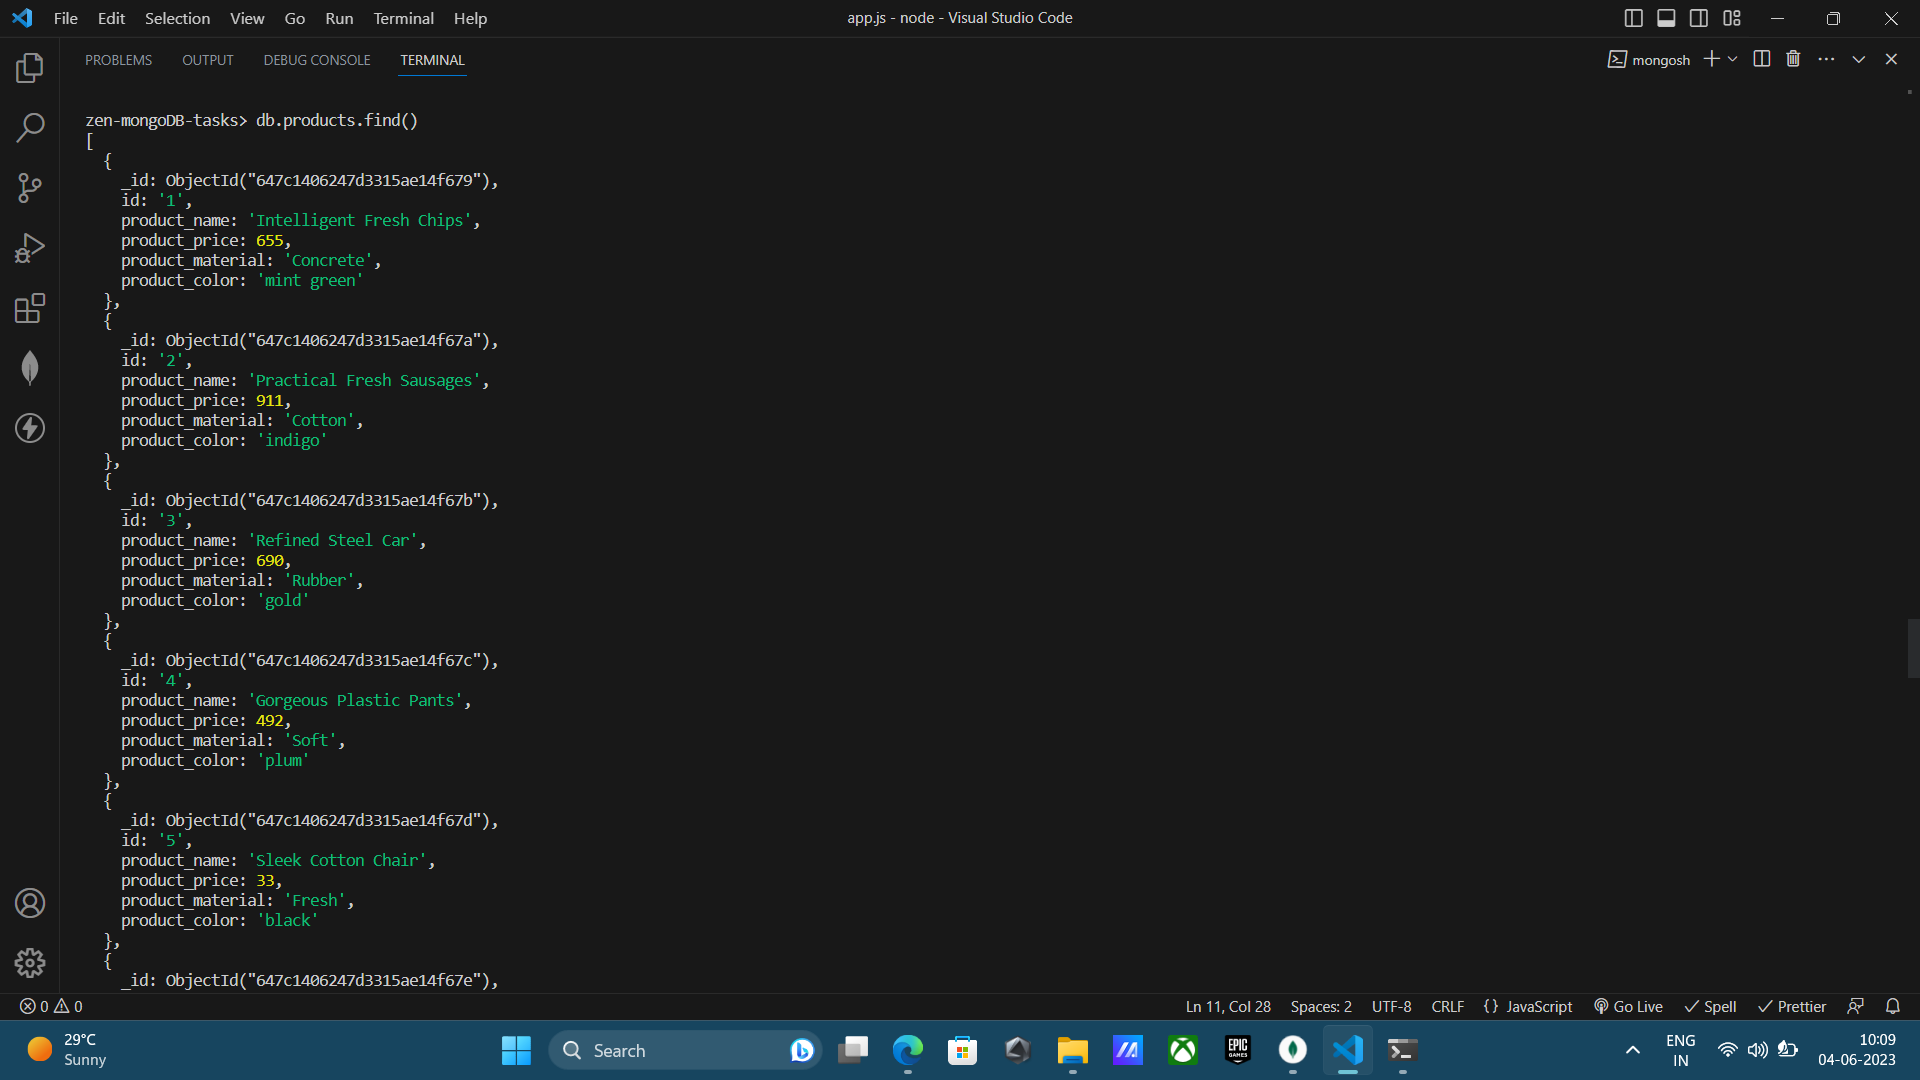 File Edit Selection View Go Run Terminal Help
app.js - node - Visual Studio Code
PROBLEMS OUTPUT DEBUG CONSOLE TERMINAL
mongosh
zen-mongoDB-tasks> db.products.find()
[
  {
    _id: ObjectId("647c1406247d3315ae14f679"),
    id: '1',
    product_name: 'Intelligent Fresh Chips',
    product_price: 655,
    product_material: 'Concrete',
    product_color: 'mint green'
  },
  {
    _id: ObjectId("647c1406247d3315ae14f67a"),
    id: '2',
    product_name: 'Practical Fresh Sausages',
    product_price: 911,
    product_material: 'Cotton',
    product_color: 'indigo'
  },
  {
    _id: ObjectId("647c1406247d3315ae14f67b"),
    id: '3',
    product_name: 'Refined Steel Car',
    product_price: 690,
    product_material: 'Rubber',
    product_color: 'gold'
  },
  {
    _id: ObjectId("647c1406247d3315ae14f67c"),
    id: '4',
    product_name: 'Gorgeous Plastic Pants',
    product_price: 492,
    product_material: 'Soft',
    product_color: 'plum'
  },
  {
    _id: ObjectId("647c1406247d3315ae14f67d"),
    id: '5',
    product_name: 'Sleek Cotton Chair',
    product_price: 33,
    product_material: 'Fresh',
    product_color: 'black'
  },
  {
    _id: ObjectId("647c1406247d3315ae14f67e"),
0 0
Ln 11, Col 28 Spaces: 2 UTF-8 CRLF {} JavaScript Go Live Spell Prettier
29°C
Sunny
Search
EPIC
GAMES
ENG
IN
10:09
04-06-2023